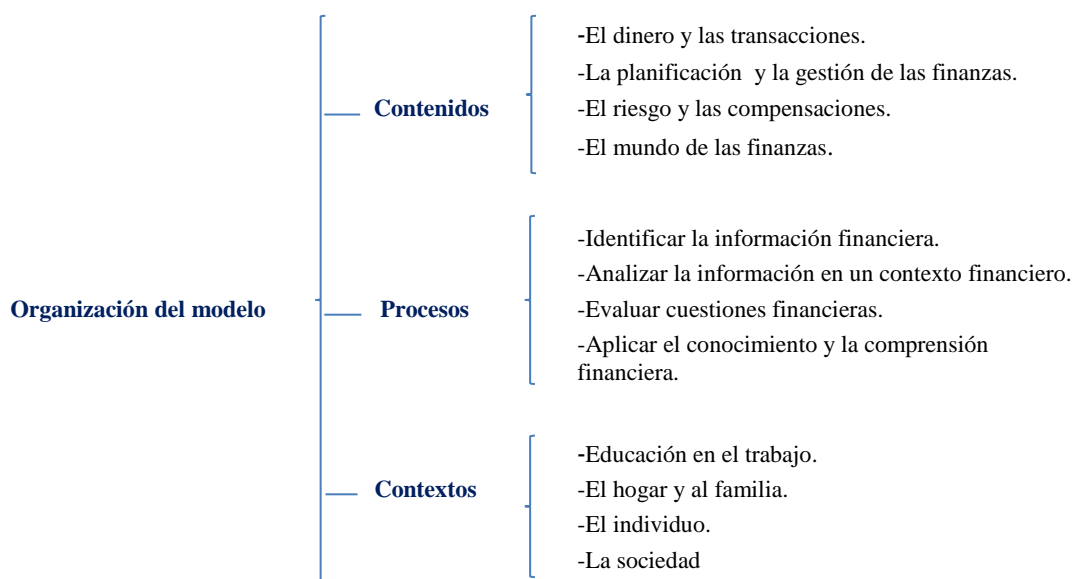 -El dinero y las transacciones.
-La planificación y la gestión de las finanzas.
Contenidos
-El riesgo y las compensaciones.
-El mundo de las finanzas.
-Identificar la información financiera.
-Analizar la información en un contexto financiero.
Organización del modelo
Procesos
-Evaluar cuestiones financieras.
-Aplicar el conocimiento y la comprensión
financiera.
-Educación en el trabajo.
Contextos
-El hogar y al familia.
-El individuo.
-La sociedad